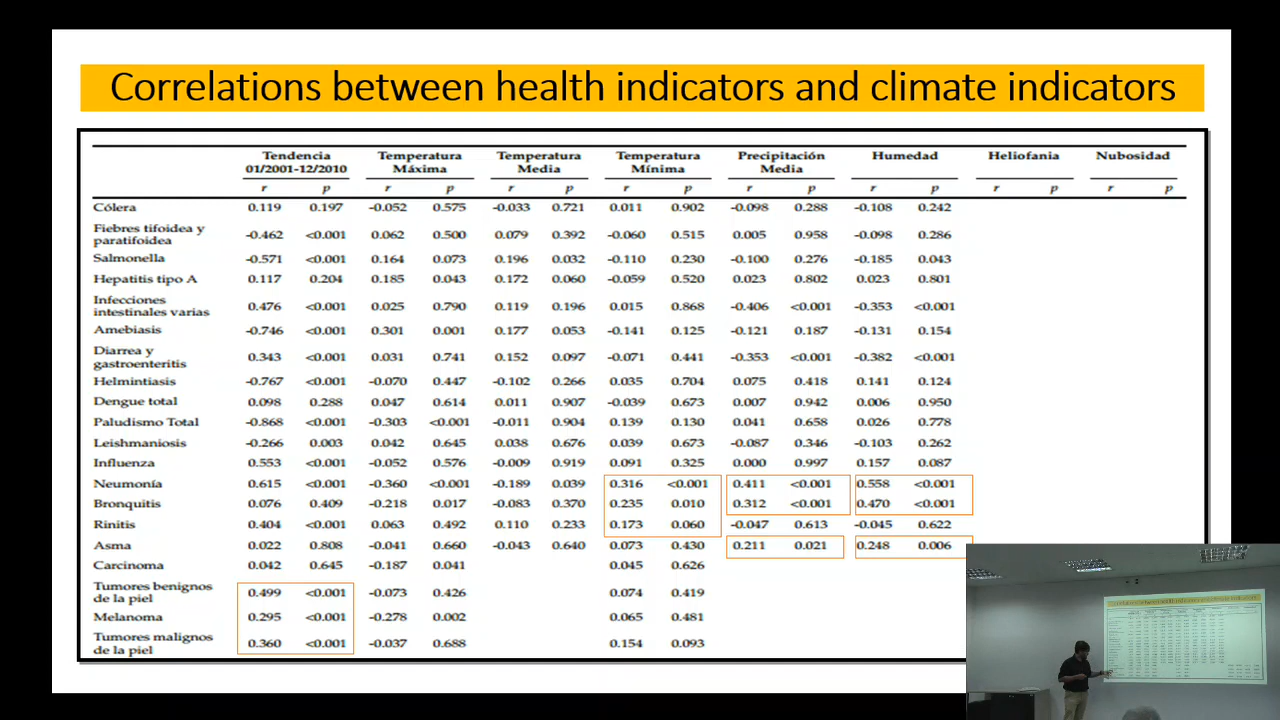 Correlations between health indicators and climate indicators
Tendencia 01/2001-12/2010 Temperatura Máxima Temperatura Media Temperatura Mínima Precipitación Media Humedad Heliofania Nubosidad
r p r p r p r p r p r p r p r p
Cólera 0.119 0.197 -0.052 0.575 -0.033 0.721 0.011 0.902 -0.098 0.288 -0.108 0.242
Fiebres tifoidea y paratifoidea -0.462 <0.001 0.062 0.500 0.079 0.392 -0.060 0.515 0.005 0.958 -0.098 0.286
Salmonella -0.571 <0.001 0.164 0.073 0.196 0.032 -0.110 0.230 -0.100 0.276 -0.185 0.043
Hepatitis tipo A 0.117 0.204 0.185 0.043 0.172 0.060 -0.059 0.520 0.023 0.802 0.023 0.801
Infecciones intestinales varias 0.476 <0.001 0.025 0.790 0.119 0.196 0.015 0.868 -0.406 <0.001 -0.353 <0.001
Amebiasis -0.746 <0.001 0.301 0.001 0.177 0.053 -0.141 0.125 -0.121 0.187 -0.131 0.154
Diarrea y gastroenteritis 0.343 <0.001 0.031 0.741 0.152 0.097 -0.071 0.441 -0.353 <0.001 -0.382 <0.001
Helmintiasis -0.767 <0.001 -0.070 0.447 -0.102 0.266 0.035 0.704 0.075 0.418 0.141 0.124
Dengue total 0.098 0.288 0.047 0.614 0.011 0.907 -0.039 0.673 0.007 0.942 0.006 0.950
Paludismo Total -0.868 <0.001 -0.303 <0.001 -0.011 0.904 0.139 0.130 0.041 0.658 0.026 0.778
Leishmaniosis -0.266 0.003 0.042 0.645 0.038 0.676 0.039 0.673 -0.087 0.346 -0.103 0.262
Influenza 0.553 <0.001 -0.052 0.576 -0.009 0.919 0.091 0.325 0.000 0.997 0.157 0.087
Neumonía 0.615 <0.001 -0.360 <0.001 -0.189 0.039 0.316 <0.001 0.411 <0.001 0.558 <0.001
Bronquitis 0.076 0.409 -0.218 0.017 -0.083 0.370 0.235 0.010 0.312 <0.001 0.470 <0.001
Rinitis 0.404 <0.001 0.063 0.492 0.110 0.233 0.173 0.060 -0.047 0.613 -0.045 0.622
Asma 0.022 0.808 -0.041 0.660 -0.043 0.640 0.073 0.430 0.211 0.021 0.248 0.006
Carcinoma 0.042 0.645 -0.187 0.041 0.045 0.626
Tumores benignos de la piel 0.499 <0.001 -0.073 0.426 0.074 0.419
Melanoma 0.295 <0.001 -0.278 0.002 0.065 0.481
Tumores malignos de la piel 0.360 <0.001 -0.037 0.688 0.154 0.093